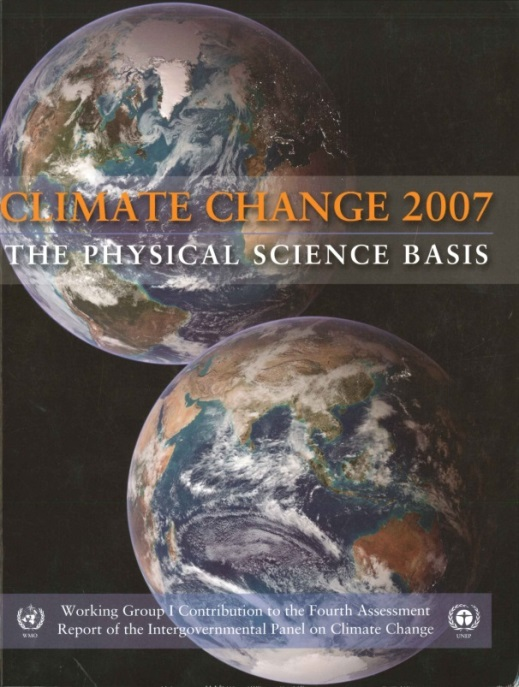 CLIMATE CHANGE 2007
THE PHYSICAL SCIENCE BASIS
Working Group I Contribution to the Fourth Assessment
Report of the Intergovernmental Panel on Climate Change
WMO
UNEP